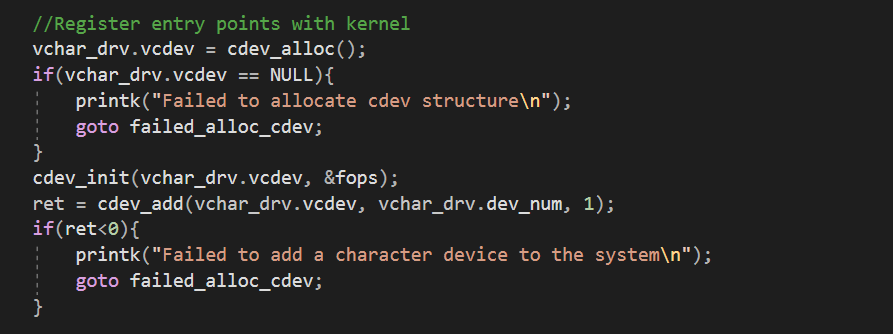 //Register entry points with kernel
vchar_drv.vcdev = cdev_alloc();
if(vchar_drv.vcdev == NULL){
    printk("Failed to allocate cdev structure\n");
    goto failed_alloc_cdev;
}
cdev_init(vchar_drv.vcdev, &fops);
ret = cdev_add(vchar_drv.vcdev, vchar_drv.dev_num, 1);
if(ret<0){
    printk("Failed to add a character device to the system\n");
    goto failed_alloc_cdev;
}